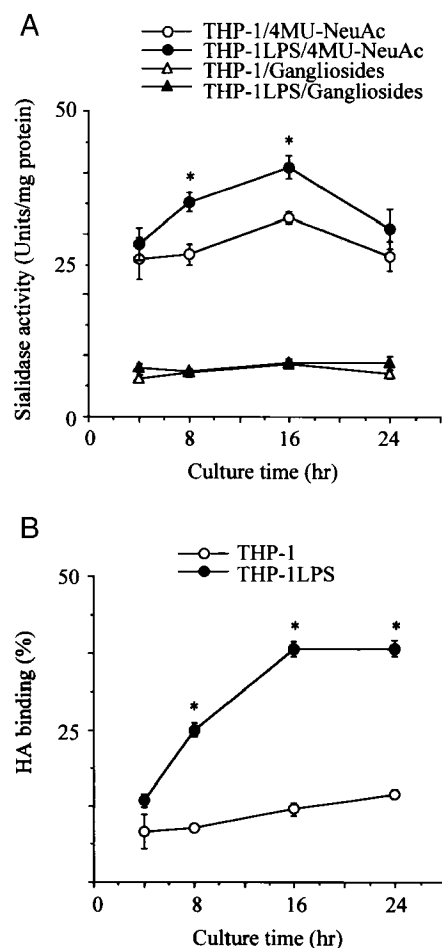 A
THP-1/4MU-NeuAc
THP-1LPS/4MU-NeuAc
THP-1/Gangliosides
THP-1LPS/Gangliosides
Sialidase activity (Units/mg protein)
50
25
0
*
*
0
8
16
24
Culture time (hr)
B
THP-1
THP-1LPS
HA binding (%)
50
25
0
*
*
*
0
8
16
24
Culture time (hr)